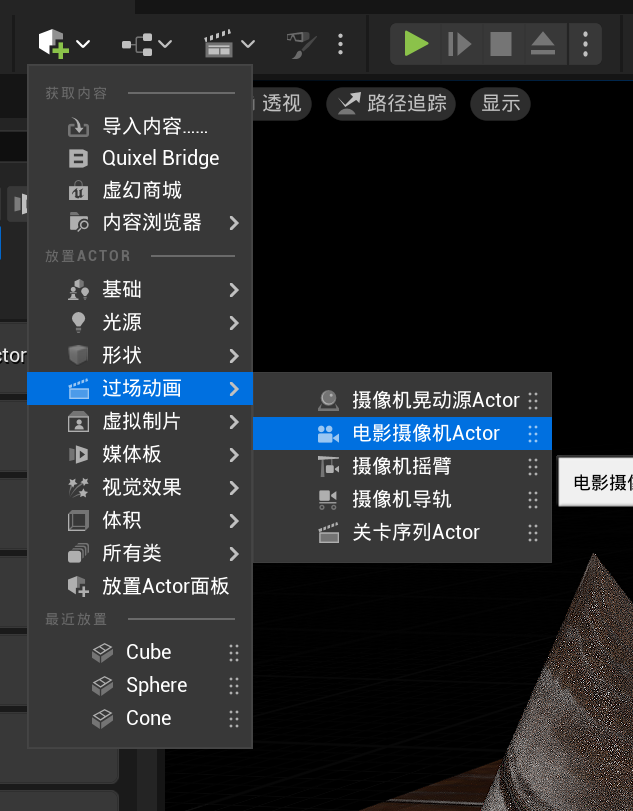 透视
路径追踪
显示
获取内容
导入内容......
Quixel Bridge
虚幻商城
内容浏览器
放置ACTOR
基础
光源
形状
过场动画
虚拟制片
媒体板
视觉效果
体积
所有类
放置Actor面板
最近放置
Cube
Sphere
Cone
摄像机晃动源Actor
电影摄像机Actor
摄像机摇臂
摄像机导轨
关卡序列Actor
电影摄像
ctor